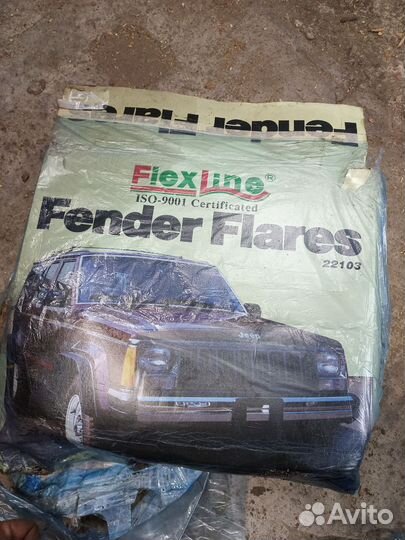 Fender Flares
FlexLine®
ISO-9001 Certificated
Fender Flares
22103
Jeep
Avito